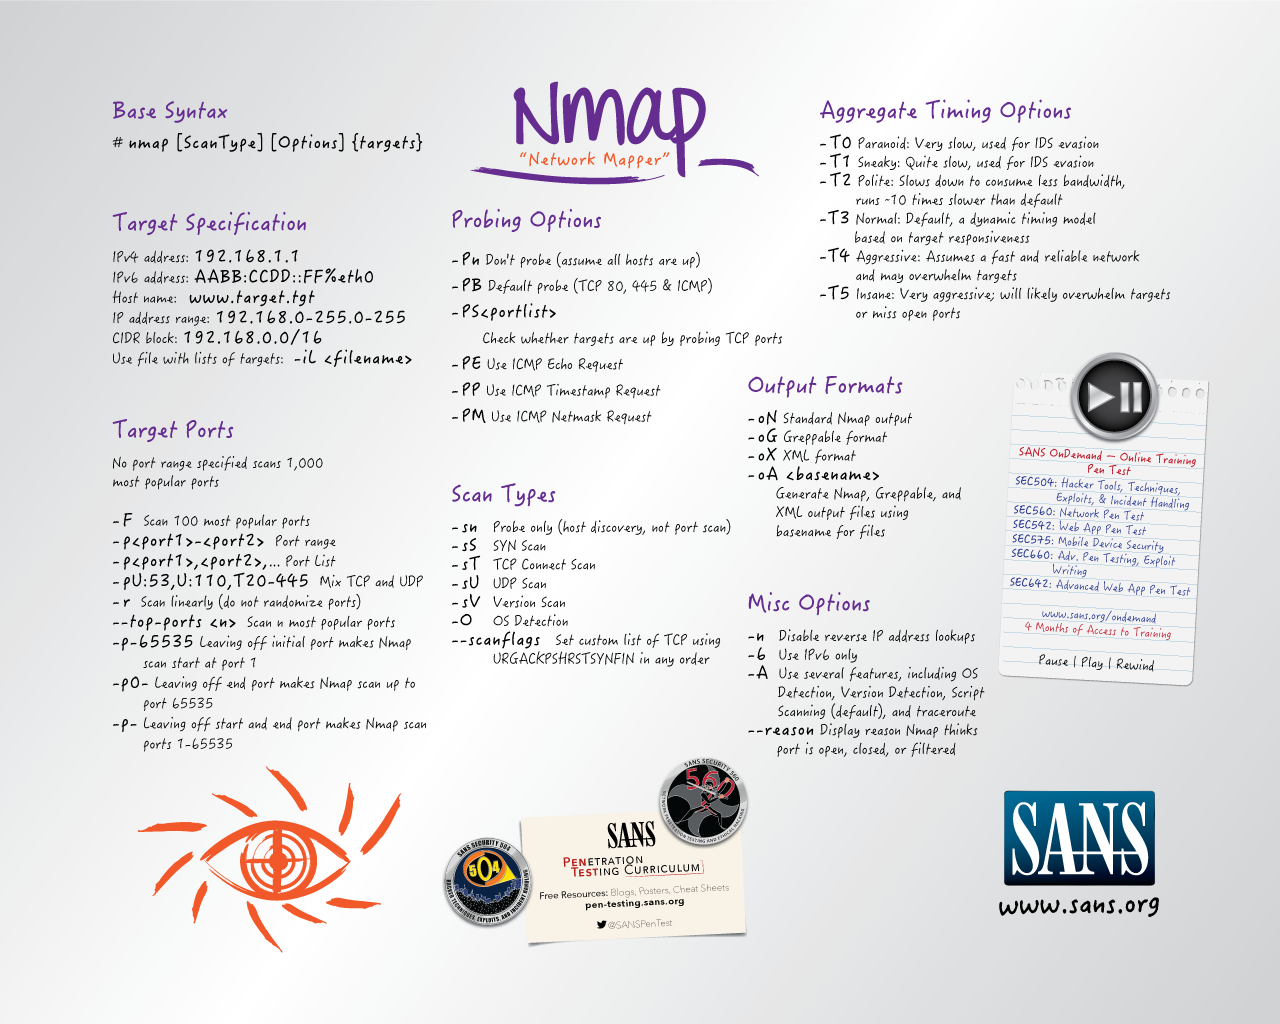 Base Syntax
# nmap [ScanType] [Options] {targets}
Target Specification
IPv4 address: 192.168.1.1
IPv6 address: AABB:CCDD::FF%eth0
Host name: www.target.tgt
IP address range: 192.168.0-255.0-255
CIDR block: 192.168.0.0/16
Use file with lists of targets: -iL <filename>
Target Ports
No port range specified scans 1,000
most popular ports
-F Scan 100 most popular ports
-p<port1>-<port2> Port range
-p<port1>,<port2>,... Port List
-pU:53,U:110,T20-445 Mix TCP and UDP
-r Scan linearly (do not randomize ports)
--top-ports <n> Scan n most popular ports
-p-65535 Leaving off initial port makes Nmap
scan start at port 1
-p0- Leaving off end port makes Nmap scan up to
port 65535
-p- Leaving off start and end port makes Nmap scan
ports 1-65535
Nmap
"Network Mapper"
Probing Options
-Pn Don't probe (assume all hosts are up)
-PB Default probe (TCP 80, 445 & ICMP)
-PS<portlist>
Check whether targets are up by probing TCP ports
-PE Use ICMP Echo Request
-PP Use ICMP Timestamp Request
-PM Use ICMP Netmask Request
Scan Types
-sn Probe only (host discovery, not port scan)
-sS SYN Scan
-sT TCP Connect Scan
-sU UDP Scan
-sV Version Scan
-O OS Detection
--scanflags Set custom list of TCP using
URGACKPSHRSTSYNFIN in any order
Aggregate Timing Options
-T0 Paranoid: Very slow, used for IDS evasion
-T1 Sneaky: Quite slow, used for IDS evasion
-T2 Polite: Slows down to consume less bandwidth,
runs ~10 times slower than default
-T3 Normal: Default, a dynamic timing model
based on target responsiveness
-T4 Aggressive: Assumes a fast and reliable network
and may overwhelm targets
-T5 Insane: Very aggressive; will likely overwhelm targets
or miss open ports
Output Formats
-oN Standard Nmap output
-oG Greppable format
-oX XML format
-oA <basename>
Generate Nmap, Greppable, and
XML output files using
basename for files
Misc Options
-n Disable reverse IP address lookups
-6 Use IPv6 only
-A Use several features, including OS
Detection, Version Detection, Script
Scanning (default), and traceroute
--reason Display reason Nmap thinks
port is open, closed, or filtered
SANS OnDemand – Online Training
Pen Test
SEC504: Hacker Tools, Techniques,
Exploits, & Incident Handling
SEC560: Network Pen Test
SEC542: Web App Pen Test
SEC575: Mobile Device Security
SEC660: Adv. Pen Testing, Exploit
Writing
SEC642: Advanced Web App Pen Test
www.sans.org/ondemand
4 Months of Access to Training
Pause | Play | Rewind
SANS SECURITY 504
504
HACKER TECHNIQUES, EXPLOITS, AND INCIDENT HANDLING
SANS SECURITY 560
560
NETWORK PENETRATION TESTING AND ETHICAL HACKING
SANS
PENETRATION
TESTING CURRICULUM
Free Resources: Blogs, Posters, Cheat Sheets
pen-testing.sans.org
@SANSPenTest
SANS
www.sans.org